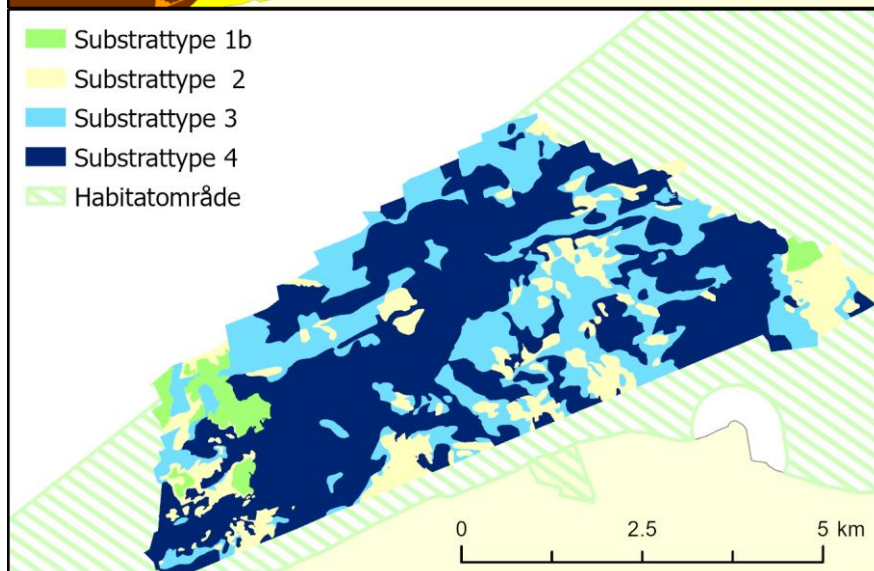 Substrattype 1b
Substrattype 2
Substrattype 3
Substrattype 4
Habitatområde
0 2.5 5 km